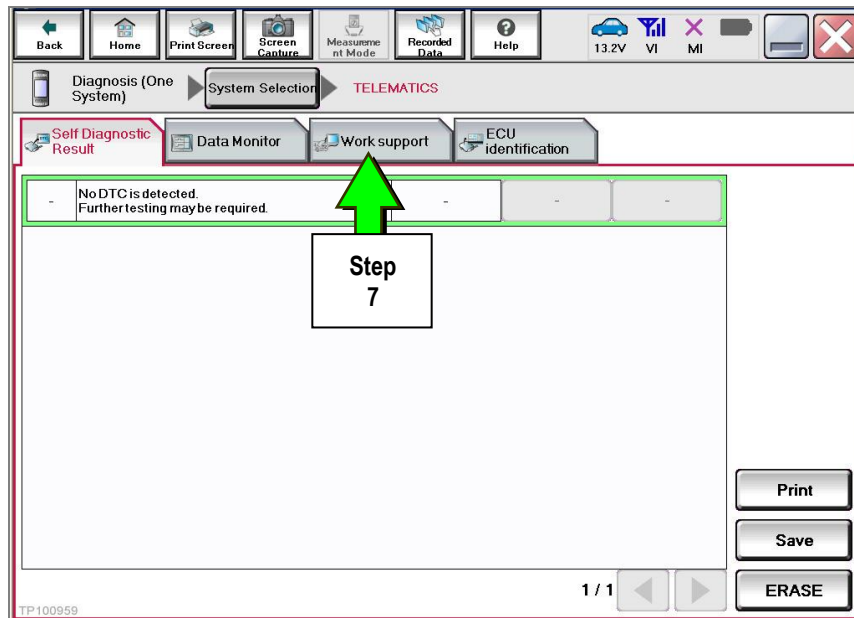 Back
Home
Print Screen
Screen
Capture
Measureme
nt Mode
Recorded
Data
Help
13.2V
VI
MI
Diagnosis (One
System)
System Selection
TELEMATICS
Self Diagnostic
Result
Data Monitor
Work support
ECU
identification
-
No DTC is detected.
Further testing may be required.
-
-
-
Step
7
Print
Save
1 / 1
ERASE
TP100959